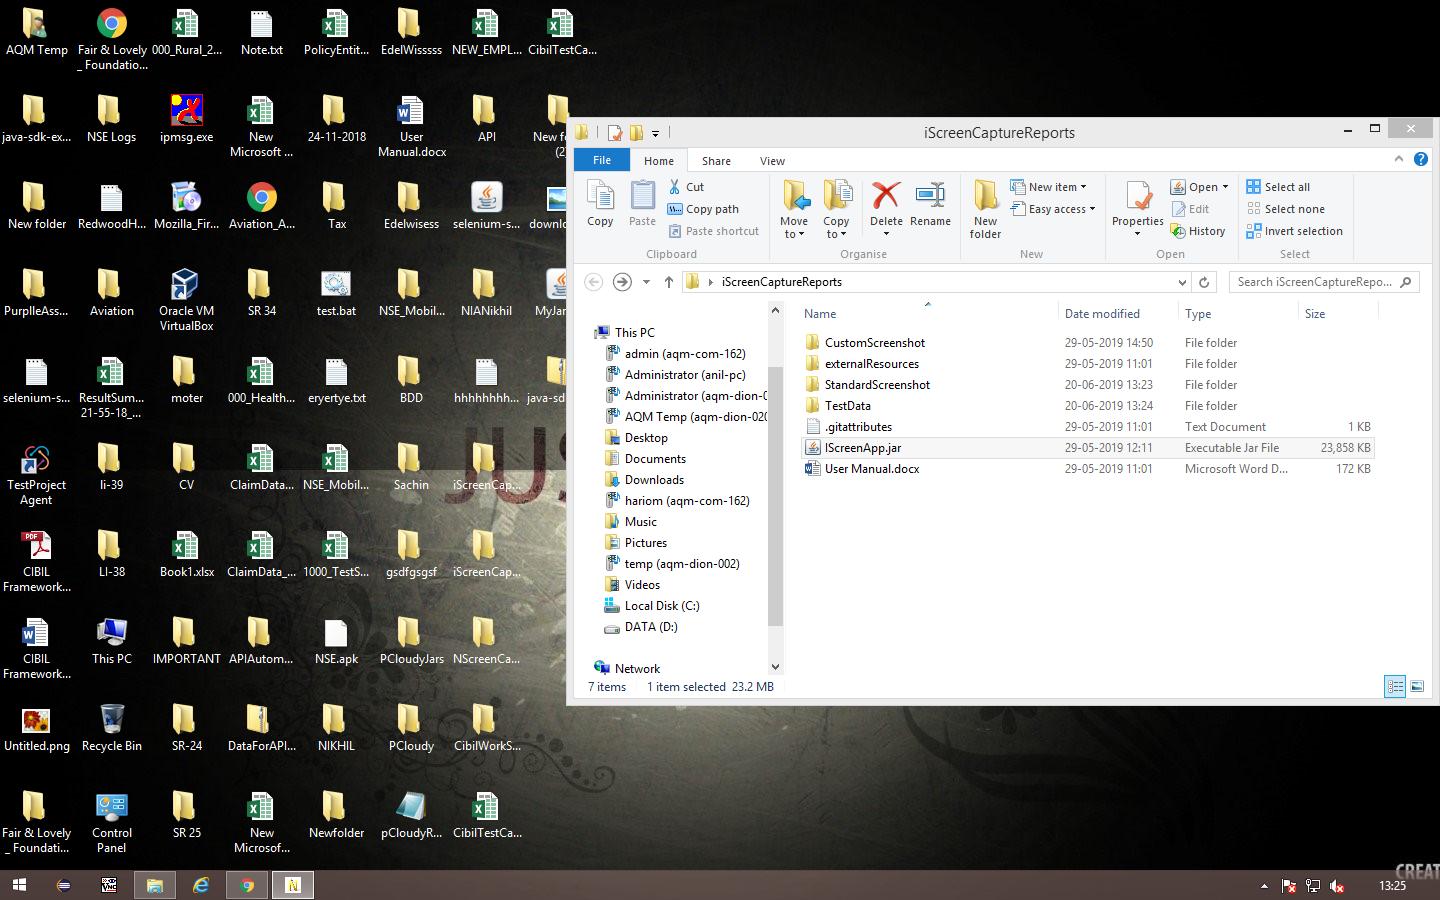 AQM Temp
Fair & Lovely
_ Foundatio...
000_Rural_2...
Note.txt
PolicyEntit...
EdelWisssss
NEW_EMPL...
CibilTestCa...
java-sdk-ex...
NSE Logs
ipmsg.exe
New
Microsoft ...
24-11-2018
User
Manual.docx
API
New fo
(2)
New folder
RedwoodH...
Mozilla_Fir...
Aviation_A...
Tax
Edelwisess
selenium-s...
downlo
PurplleAss...
Aviation
Oracle VM
VirtualBox
SR 34
test.bat
NSE_Mobil...
NIANikhil
MyJar
selenium-s...
ResultSum...
21-55-18_...
moter
000_Health...
eryertye.txt
BDD
hhhhhhhh...
java-sd
TestProject
Agent
li-39
CV
ClaimData...
NSE_Mobil...
Sachin
iScreenCap...
JUS
CIBIL
Framework...
LI-38
Book1.xlsx
ClaimData_...
1000_TestS...
gsdfgsgsf
iScreenCap...
CIBIL
Framework...
This PC
IMPORTANT
APIAutom...
NSE.apk
PCloudyJars
NScreenCa...
Untitled.png
Recycle Bin
SR-24
DataForAPI...
NIKHIL
PCloudy
CibilWorkS...
Fair & Lovely
_ Foundati...
Control
Panel
SR 25
New
Microsof...
Newfolder
pCloudyR...
CibilTestCa...
iScreenCaptureReports
File Home Share View
Copy
Paste
Cut
Copy path
Paste shortcut
Clipboard
Move
to
Copy
to
Delete
Rename
Organise
New
folder
New item
Easy access
New
Properties
Open
Edit
History
Open
Select all
Select none
Invert selection
Select
iScreenCaptureReports
Search iScreenCaptureRepo...
This PC
admin (aqm-com-162)
Administrator (anil-pc)
Administrator (aqm-dion-0
AQM Temp (aqm-dion-020
Desktop
Documents
Downloads
hariom (aqm-com-162)
Music
Pictures
temp (aqm-dion-002)
Videos
Local Disk (C:)
DATA (D:)
Network
Name Date modified Type Size
CustomScreenshot 29-05-2019 14:50 File folder
externalResources 29-05-2019 11:01 File folder
StandardScreenshot 20-06-2019 13:23 File folder
TestData 20-06-2019 13:24 File folder
.gitattributes 29-05-2019 11:01 Text Document 1 KB
IScreenApp.jar 29-05-2019 12:11 Executable Jar File 23,858 KB
User Manual.docx 29-05-2019 11:01 Microsoft Word D... 172 KB
7 items 1 item selected 23.2 MB
CREAT
13:25